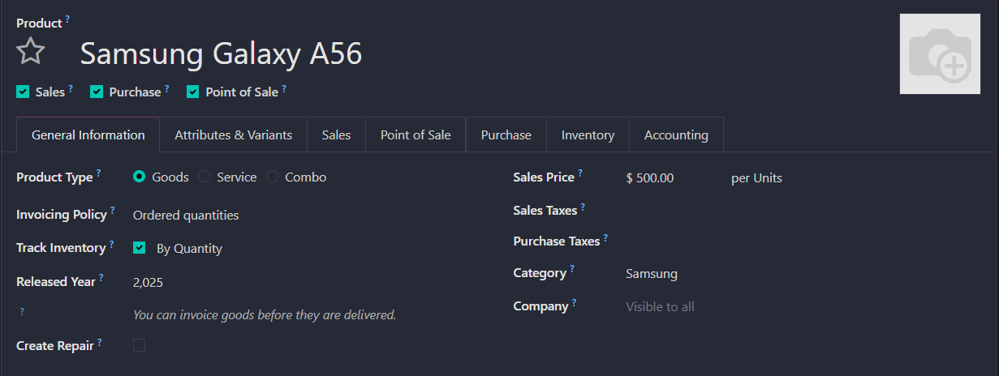 Product ?
Samsung Galaxy A56
Sales ? Purchase ? Point of Sale ?
General Information Attributes & Variants Sales Point of Sale Purchase Inventory Accounting
Product Type ? Goods Service Combo
Invoicing Policy ? Ordered quantities
Track Inventory ? By Quantity
Released Year ? 2,025
? You can invoice goods before they are delivered.
Create Repair ?
Sales Price ? $ 500.00 per Units
Sales Taxes ?
Purchase Taxes ?
Category ? Samsung
Company ? Visible to all